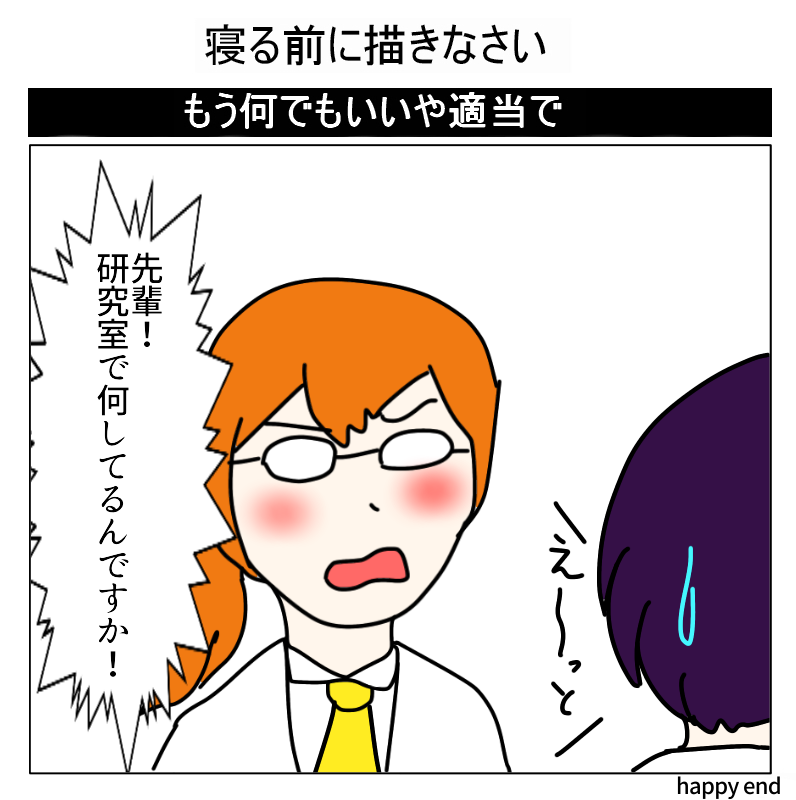 寝る前に描きなさい
もう何でもいいや適当で
先輩！
研究室で何してるんですか！
え〜っと
happy end